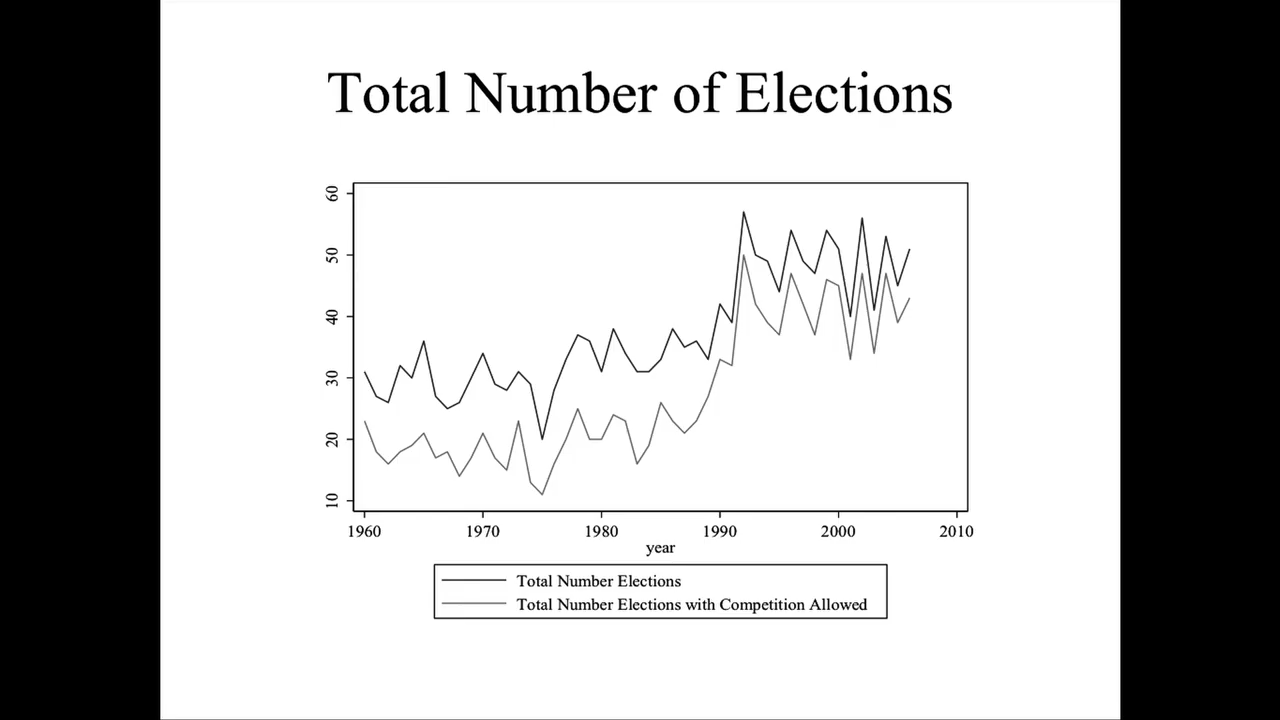 Total Number of Elections
60
50
40
30
20
10
1960 1970 1980 1990 2000 2010
year
Total Number Elections
Total Number Elections with Competition Allowed